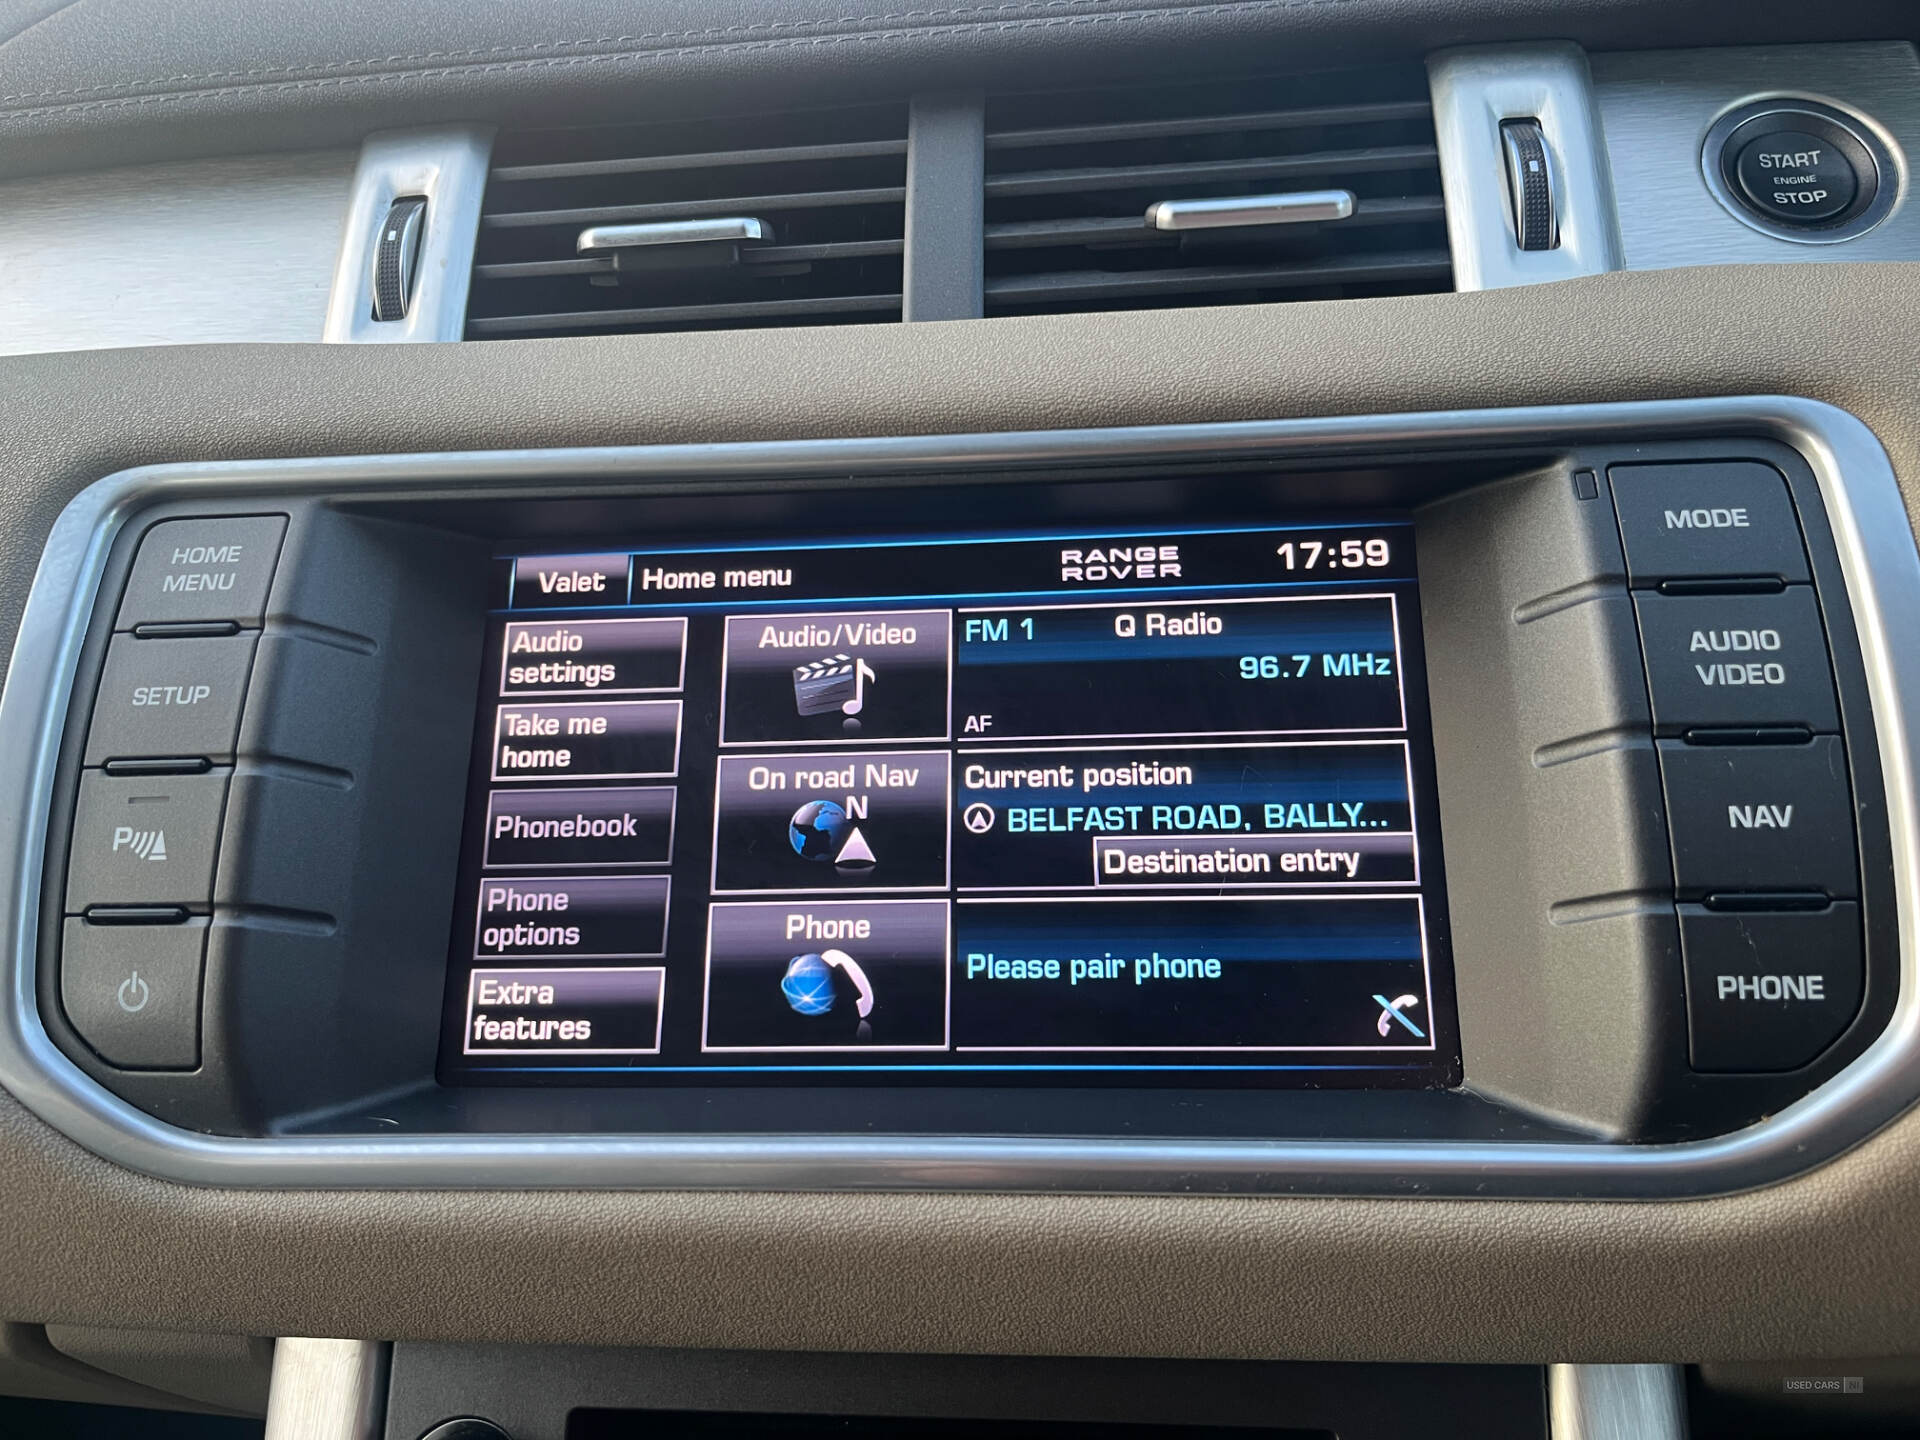 START
ENGINE
STOP
HOME
MENU
SETUP
P
Valet
Home menu
RANGE
ROVER
17:59
Audio
settings
Take me
home
Phonebook
Phone
options
Extra
features
Audio/Video
On road Nav
N
Phone
FM 1
Q Radio
96.7 MHz
AF
Current position
BELFAST ROAD, BALLY...
Destination entry
Please pair phone
MODE
AUDIO
VIDEO
NAV
PHONE
USED CARS NI